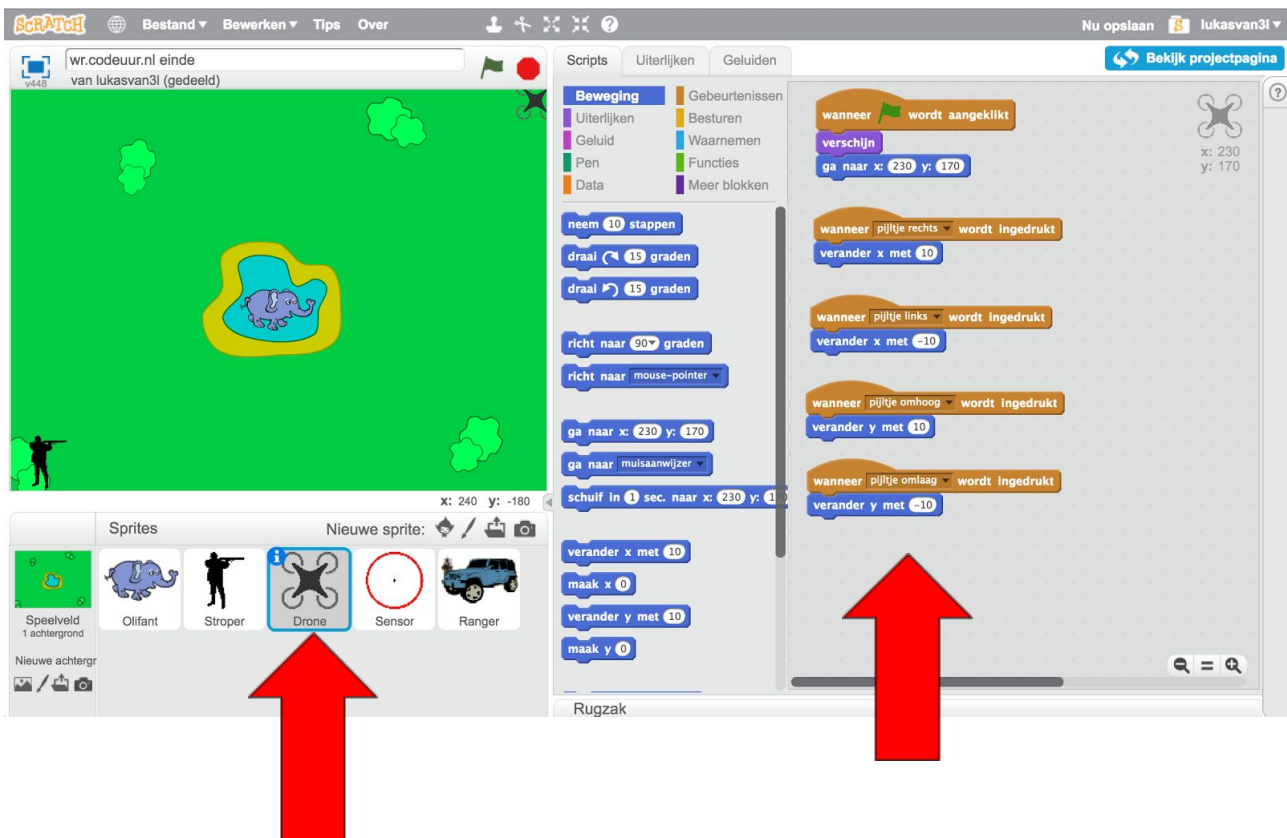 SCRATCH Bestand ▾ Bewerken ▾ Tips Over Nu opslaan S lukasvan3l ▾
v448
wr.codeuur.nl einde
van lukasvan3l (gedeeld)
x: 240 y: -180
Sprites Nieuwe sprite:
Speelveld
1 achtergrond
Nieuwe achtergr
Olifant
Stroper
Drone
Sensor
Ranger
Scripts Uiterlijken Geluiden
Bekijk projectpagina
Beweging Gebeurtenissen
Uiterlijken Besturen
Geluid Waarnemen
Pen Functies
Data Meer blokken
neem 10 stappen
draai 15 graden
draai 15 graden
richt naar 90▾ graden
richt naar mouse-pointer
ga naar x: 230 y: 170
ga naar muisaanwijzer
schuif in 1 sec. naar x: 230 y: 170
verander x met 10
maak x 0
verander y met 10
maak y 0
Rugzak
wanneer wordt aangeklikt
verschijn
ga naar x: 230 y: 170
wanneer pijltje rechts wordt ingedrukt
verander x met 10
wanneer pijltje links wordt ingedrukt
verander x met -10
wanneer pijltje omhoog wordt ingedrukt
verander y met 10
wanneer pijltje omlaag wordt ingedrukt
verander y met -10
x: 230
y: 170